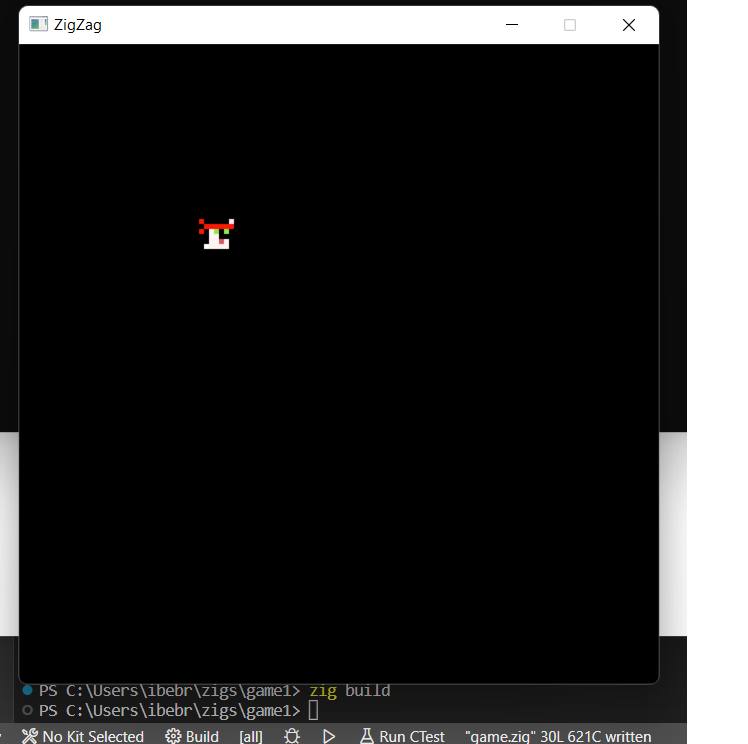 ZigZag
PS C:\Users\ibebr\zigs\game1> zig build
PS C:\Users\ibebr\zigs\game1>
No Kit Selected Build [all] Run CTest "game.zig" 30L 621C written